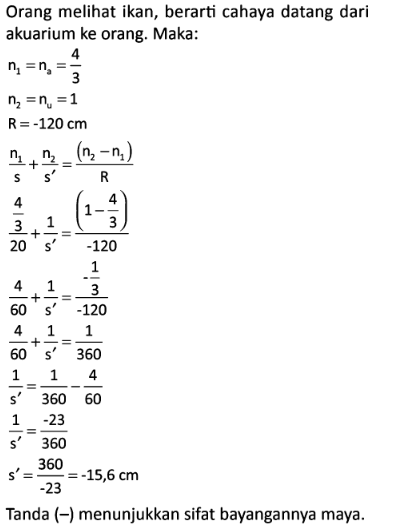 Orang melihat ikan, berarti cahaya datang dari
akuarium ke orang. Maka:
n₁ = nₐ = 4/3
n₂ = nᵤ = 1
R = -120 cm
n₁/s + n₂/s′ = (n₂ – n₁)/R
(4/3)/20 + 1/s′ = (1 – 4/3)/-120
4/60 + 1/s′ = (-1/3)/-120
4/60 + 1/s′ = 1/360
1/s′ = 1/360 – 4/60
1/s′ = -23/360
s′ = 360/-23 = -15,6 cm
Tanda (–) menunjukkan sifat bayangannya maya.